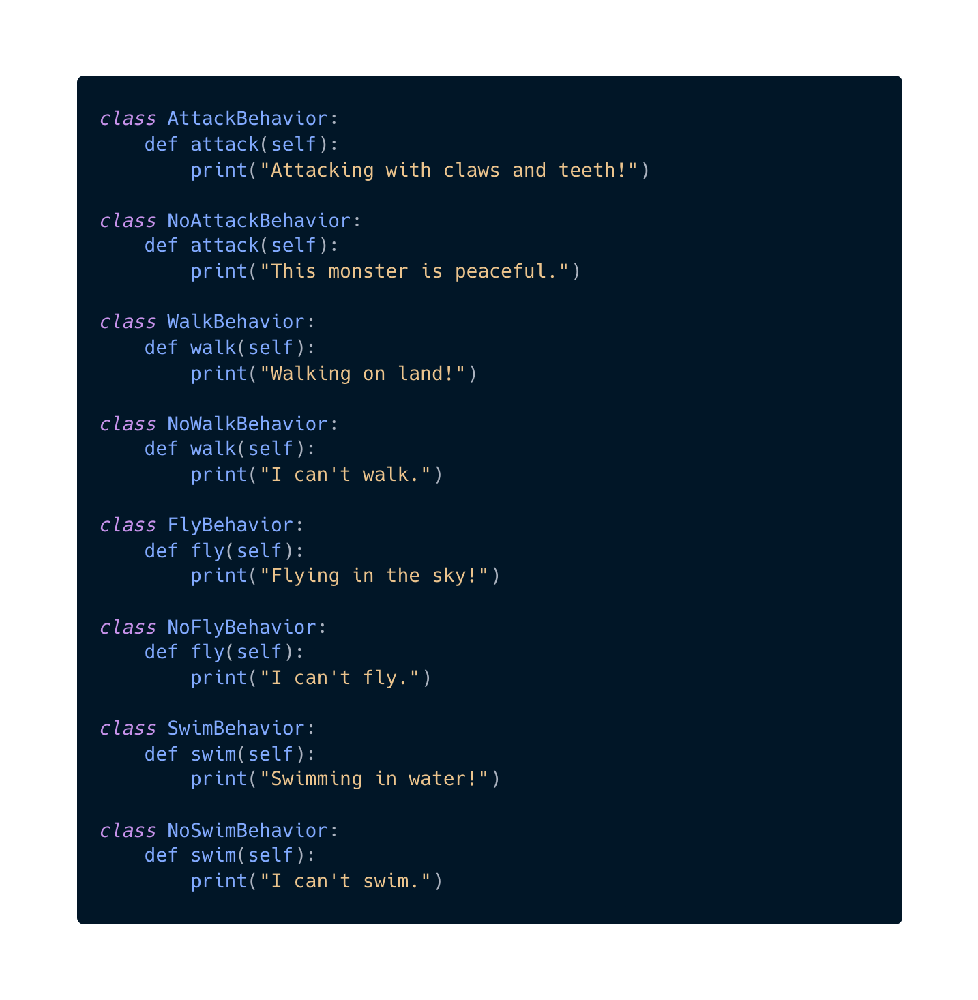 class AttackBehavior:
    def attack(self):
        print("Attacking with claws and teeth!")

class NoAttackBehavior:
    def attack(self):
        print("This monster is peaceful.")

class WalkBehavior:
    def walk(self):
        print("Walking on land!")

class NoWalkBehavior:
    def walk(self):
        print("I can't walk.")

class FlyBehavior:
    def fly(self):
        print("Flying in the sky!")

class NoFlyBehavior:
    def fly(self):
        print("I can't fly.")

class SwimBehavior:
    def swim(self):
        print("Swimming in water!")

class NoSwimBehavior:
    def swim(self):
        print("I can't swim.")